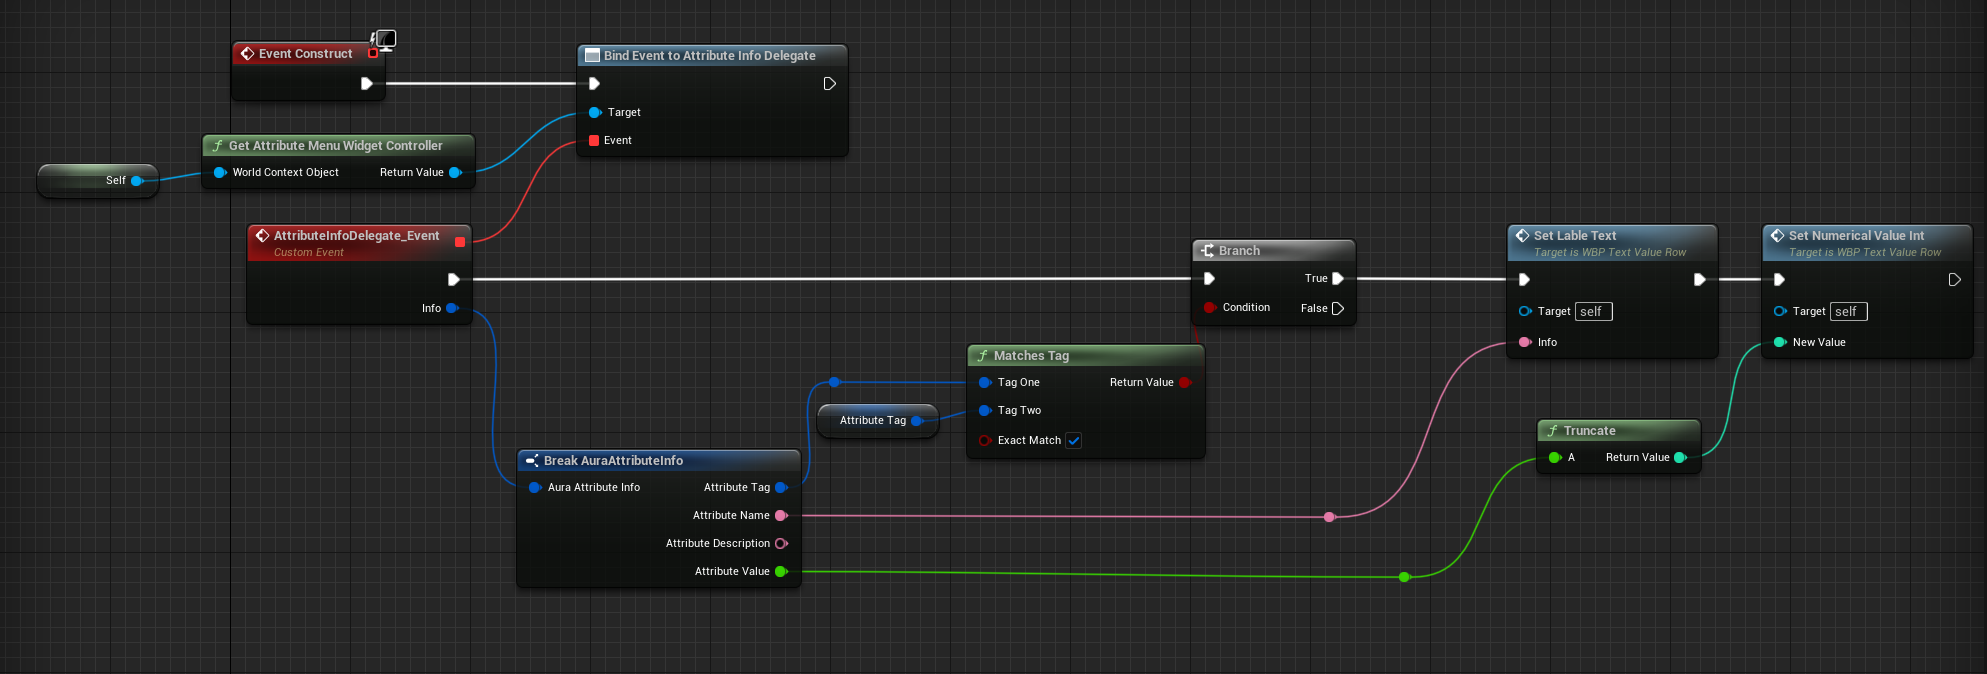 Event Construct
Bind Event to Attribute Info Delegate
Target
Event
Get Attribute Menu Widget Controller
World Context Object
Return Value
Self
AttributeInfoDelegate_Event
Custom Event
Info
Branch
True
Condition
False
Set Lable Text
Target is WBP Text Value Row
Target self
Info
Set Numerical Value Int
Target is WBP Text Value Row
Target self
New Value
Matches Tag
Tag One
Return Value
Tag Two
Exact Match
Attribute Tag
Truncate
A
Return Value
Break AuraAttributeInfo
Aura Attribute Info
Attribute Tag
Attribute Name
Attribute Description
Attribute Value